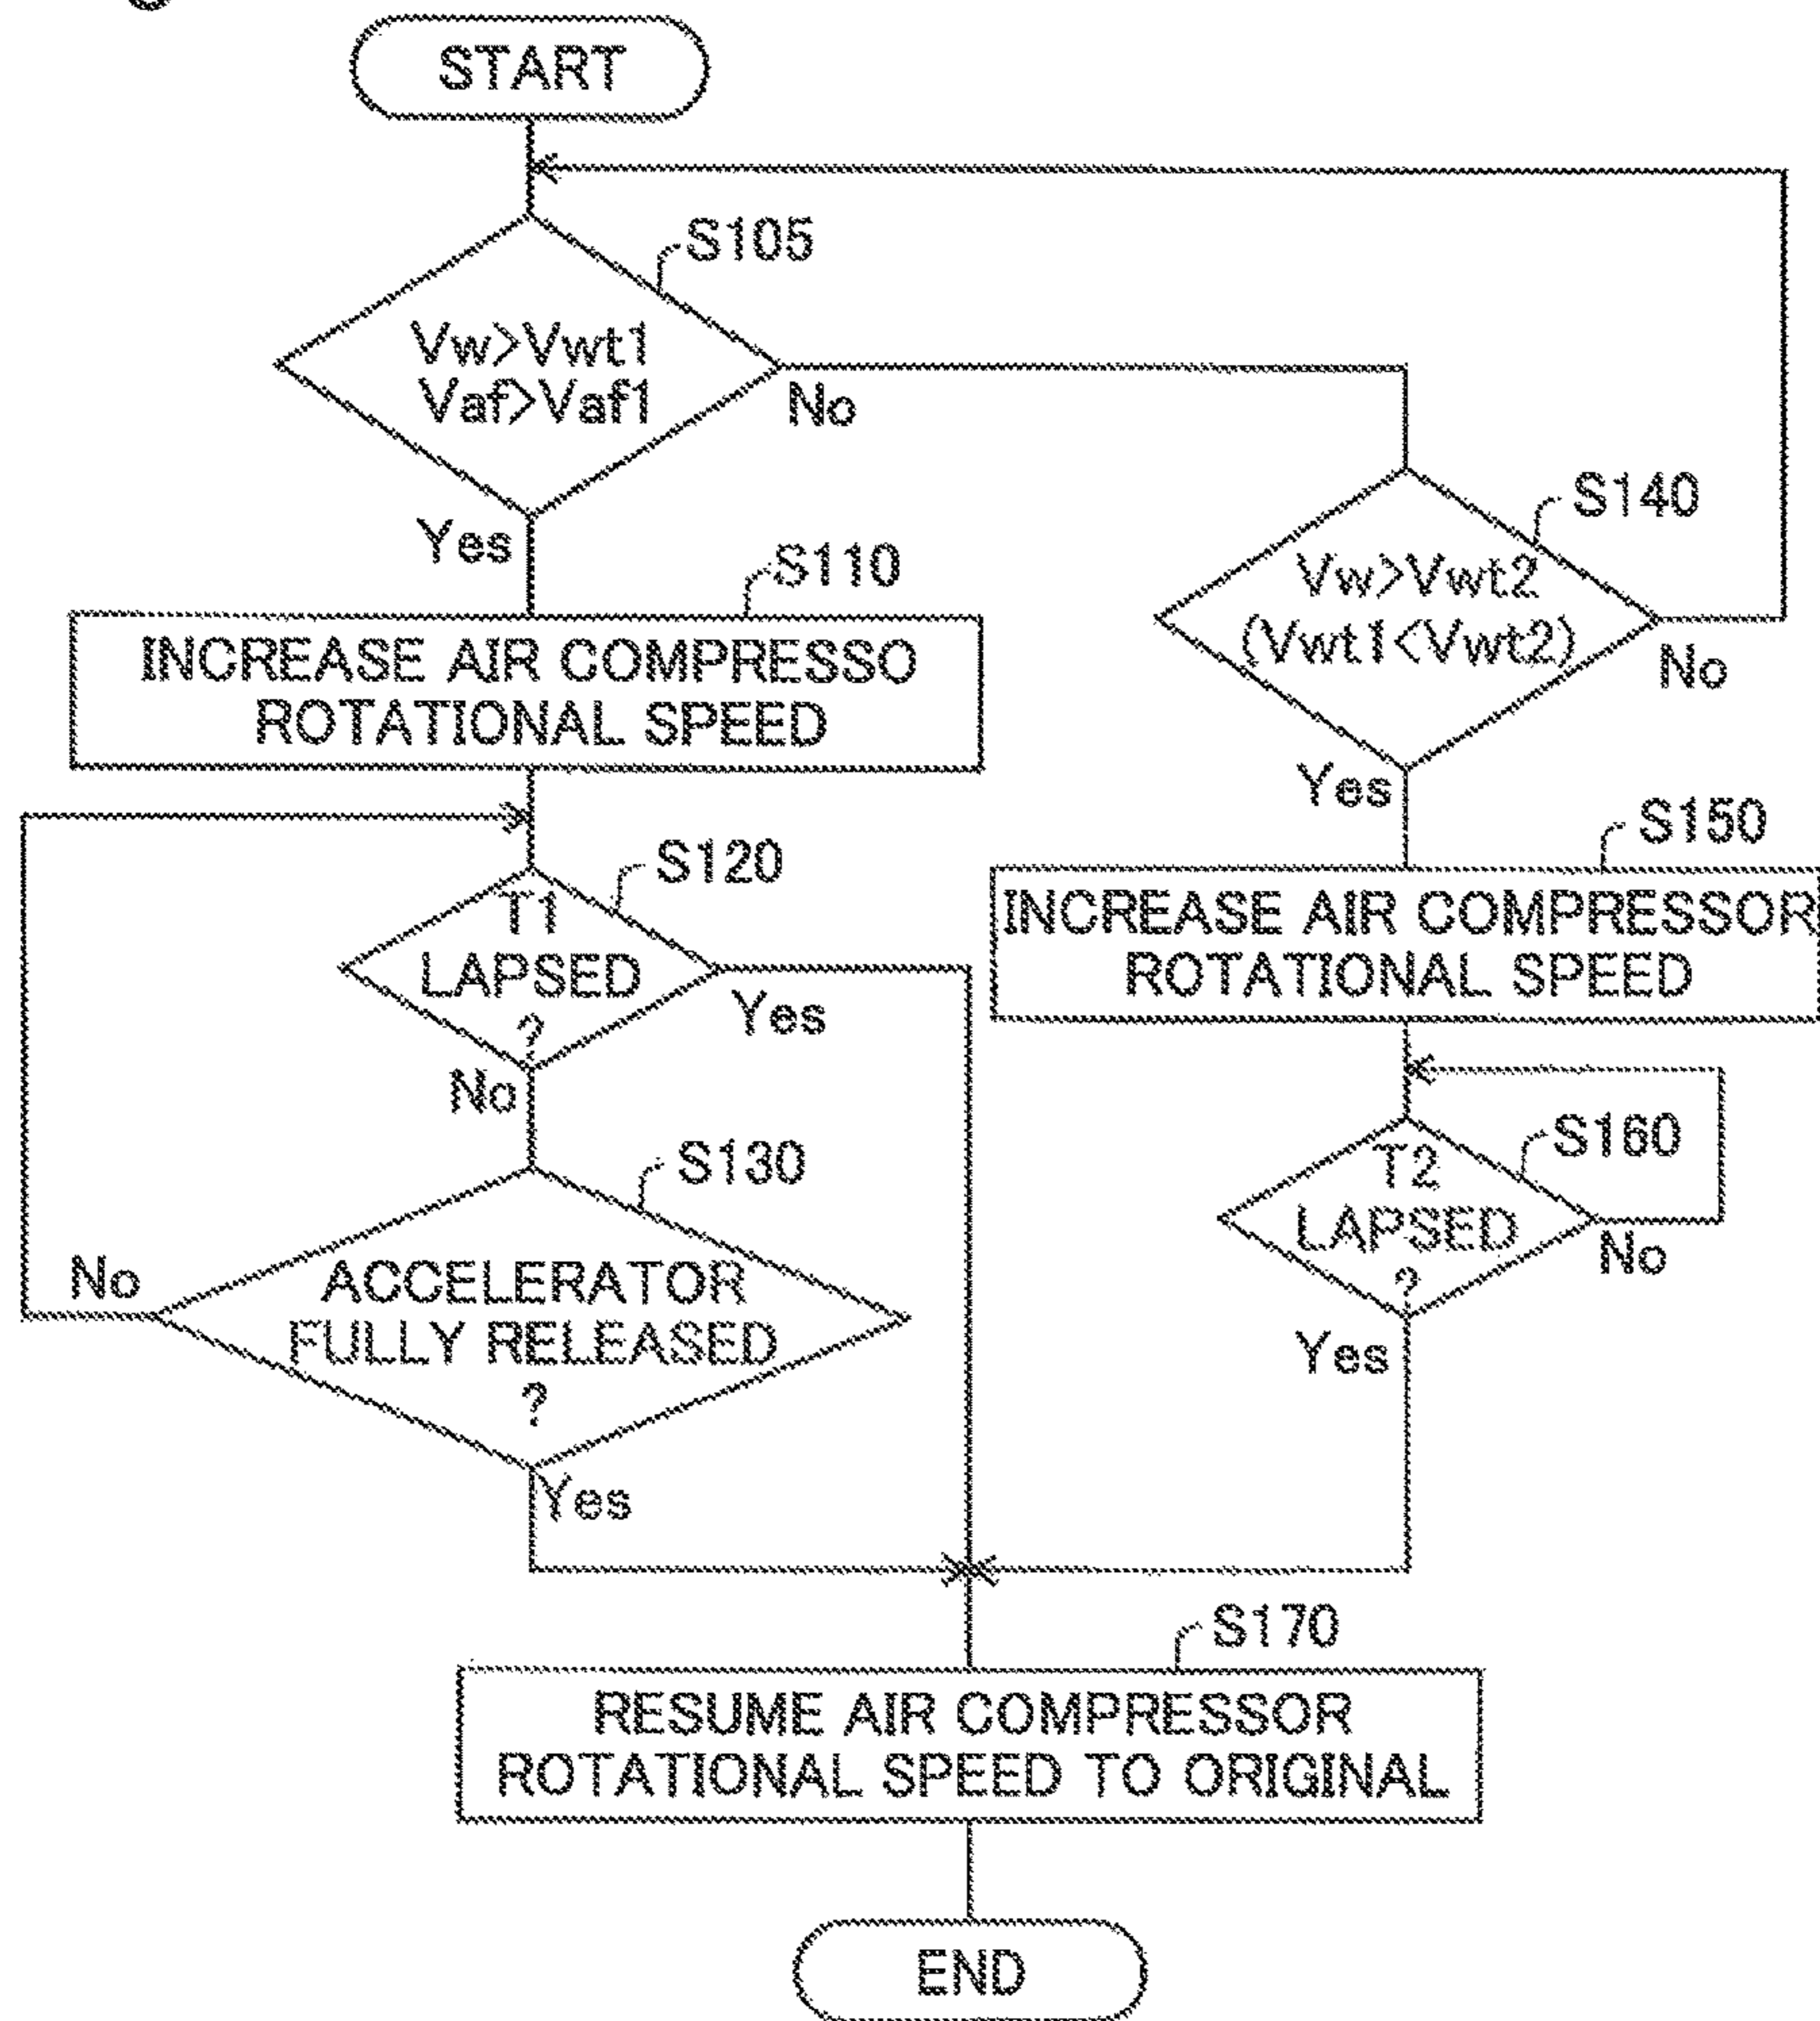 START
S105
Vw>Vwt1
Vaf>Vaf1
No
Yes
S110
INCREASE AIR COMPRESSO
ROTATIONAL SPEED
S140
Vw>Vwt2
(Vwt1<Vwt2)
No
Yes
S120
T1
LAPSED
?
Yes
No
S150
INCREASE AIR COMPRESSOR
ROTATIONAL SPEED
S130
ACCELERATOR
FULLY RELEASED
?
No
Yes
S160
T2
LAPSED
?
No
Yes
S170
RESUME AIR COMPRESSOR
ROTATIONAL SPEED TO ORIGINAL
END